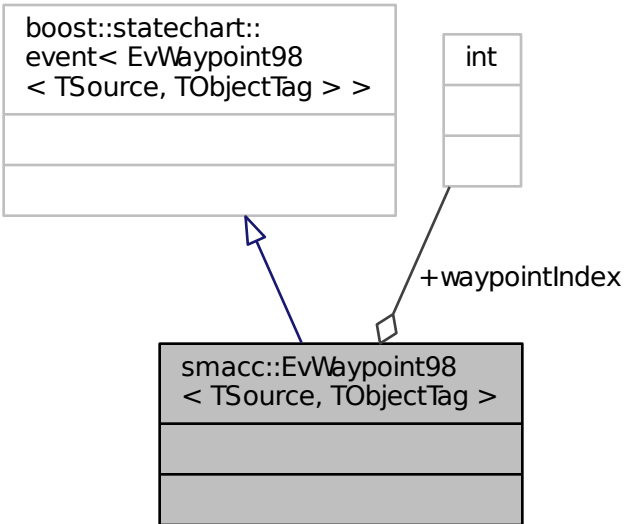 boost::statechart::
event< EvWaypoint98
< TSource, TObjectTag > >
int
+waypointIndex
smacc::EvWaypoint98
< TSource, TObjectTag >